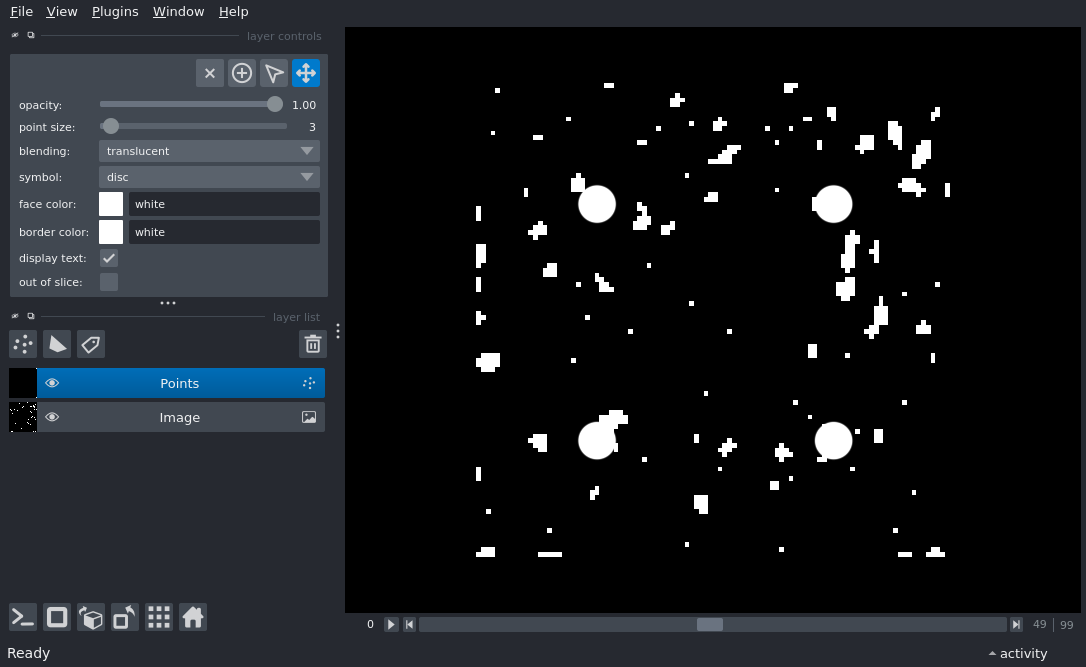 File View Plugins Window Help
layer controls
opacity: 1.00
point size: 3
blending: translucent
symbol: disc
face color: white
border color: white
display text:
out of slice:
layer list
Points
Image
0 49 99
Ready activity